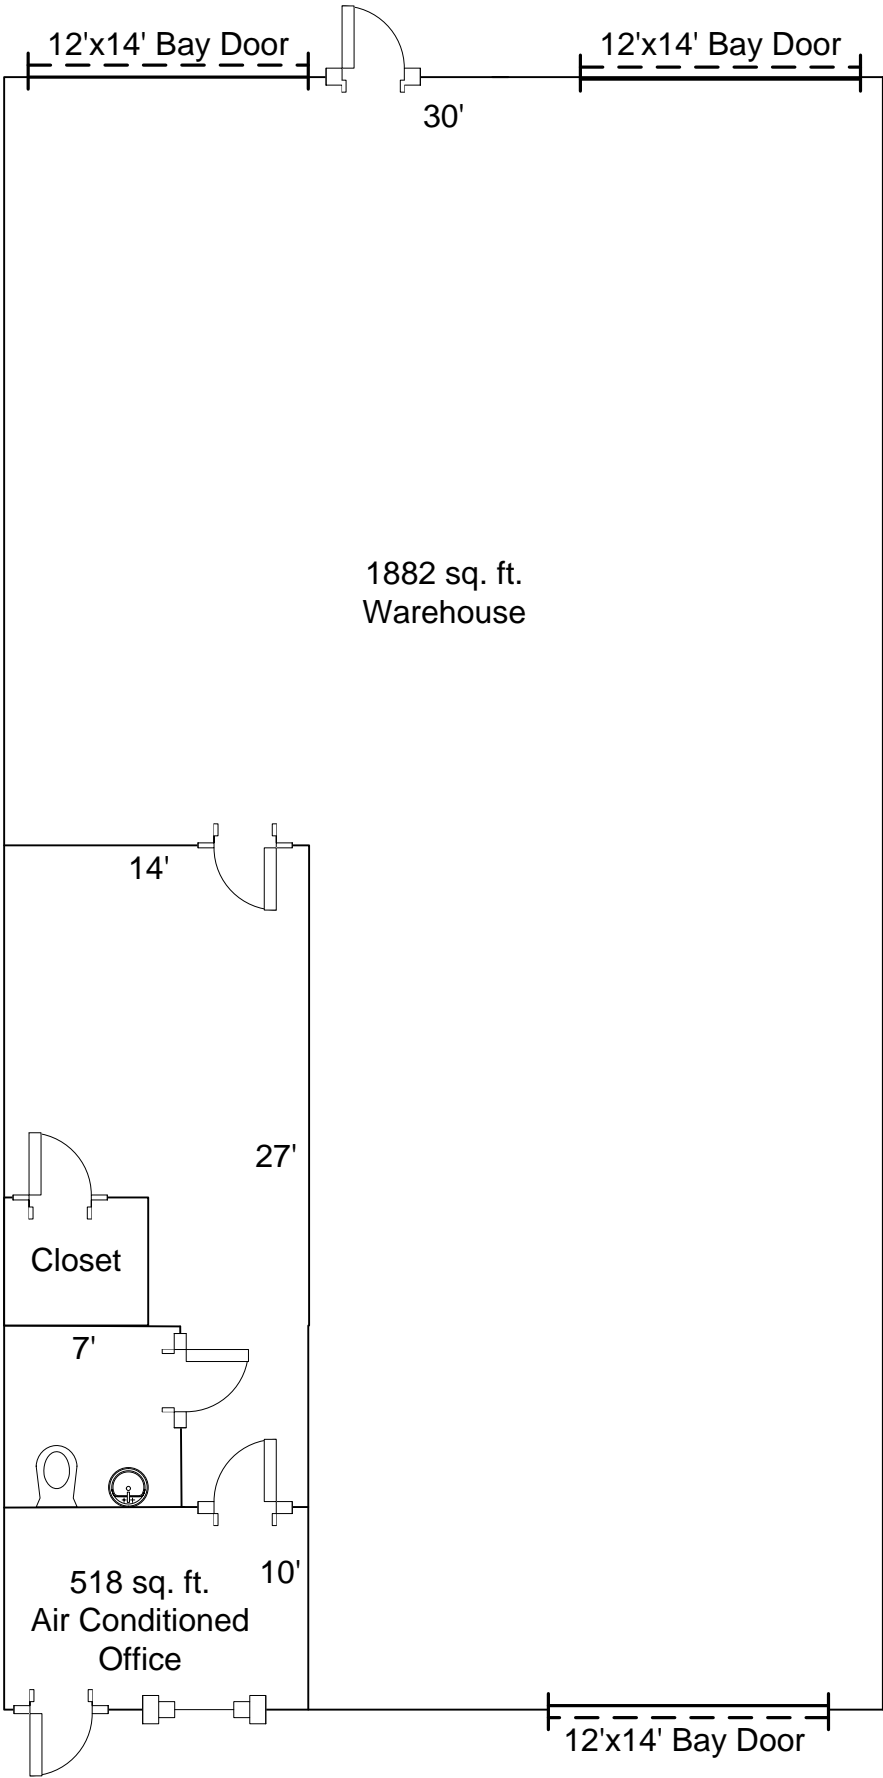 12'x14' Bay Door
12'x14' Bay Door
30'
1882 sq. ft.
Warehouse
14'
27'
Closet
7'
10'
518 sq. ft.
Air Conditioned
Office
12'x14' Bay Door